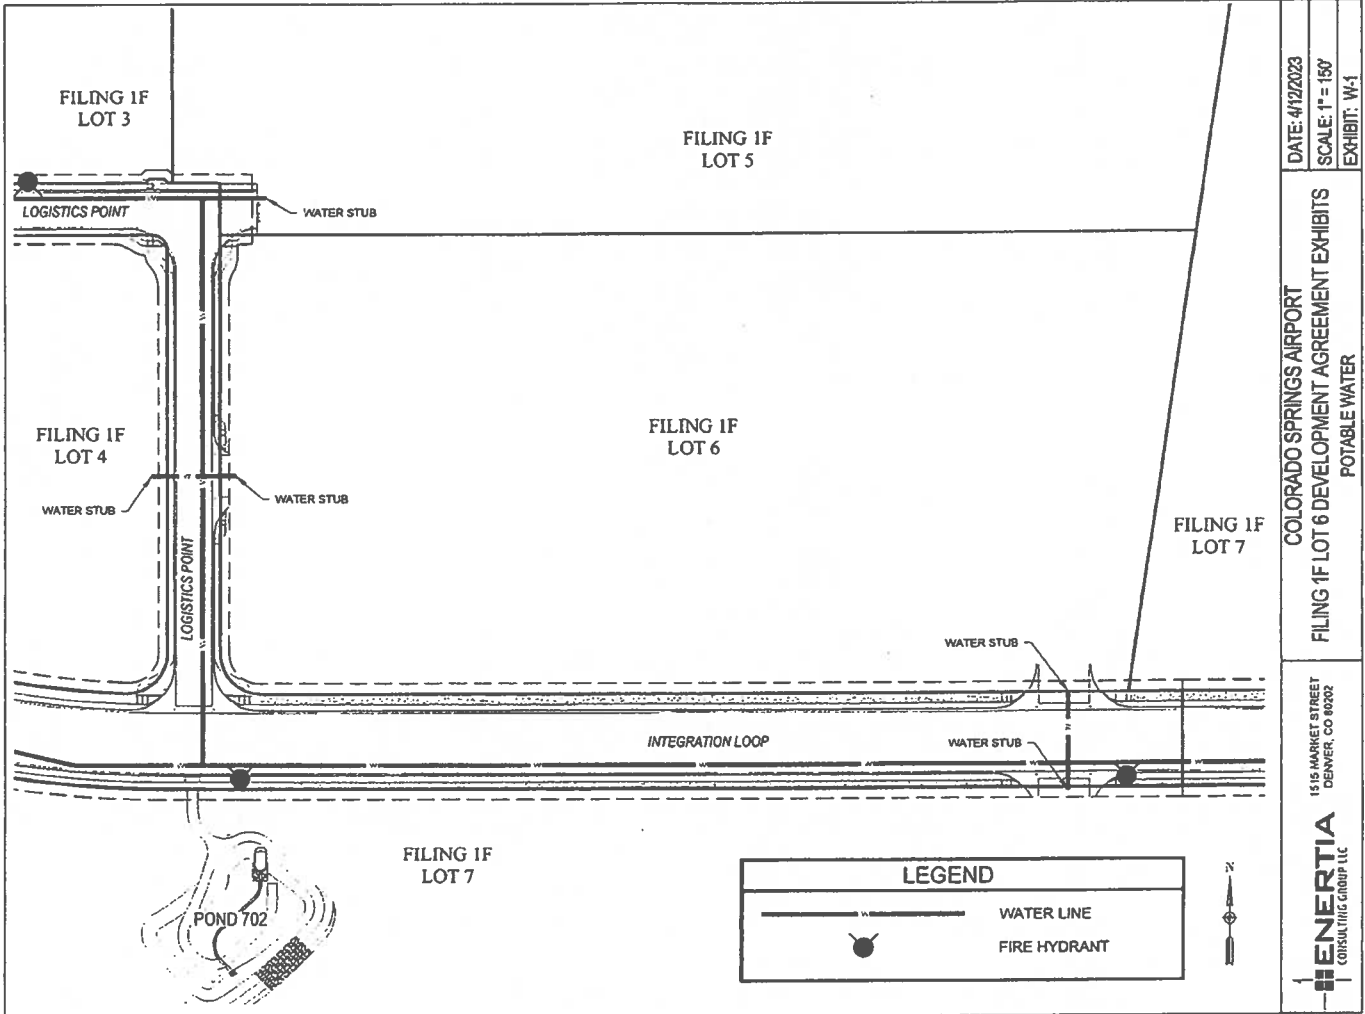 FILING 1F
LOT 3
FILING 1F
LOT 5
LOGISTICS POINT
W
WATER STUB
W
FILING 1F
LOT 4
FILING 1F
LOT 6
W
W
WATER STUB
WATER STUB
FILING 1F
LOT 7
LOGISTICS POINT
W
WATER STUB
W
INTEGRATION LOOP
WATER STUB
W
W
W
W
W
W
FILING 1F
LOT 7
POND 702
LEGEND
W
WATER LINE
FIRE HYDRANT
N
DATE: 4/12/2023
SCALE: 1" = 150'
EXHIBIT: W-1
COLORADO SPRINGS AIRPORT
FILING 1F LOT 6 DEVELOPMENT AGREEMENT EXHIBITS
POTABLE WATER
1515 MARKET STREET
DENVER, CO 80202
ENERTIA
CONSULTING GROUP LLC